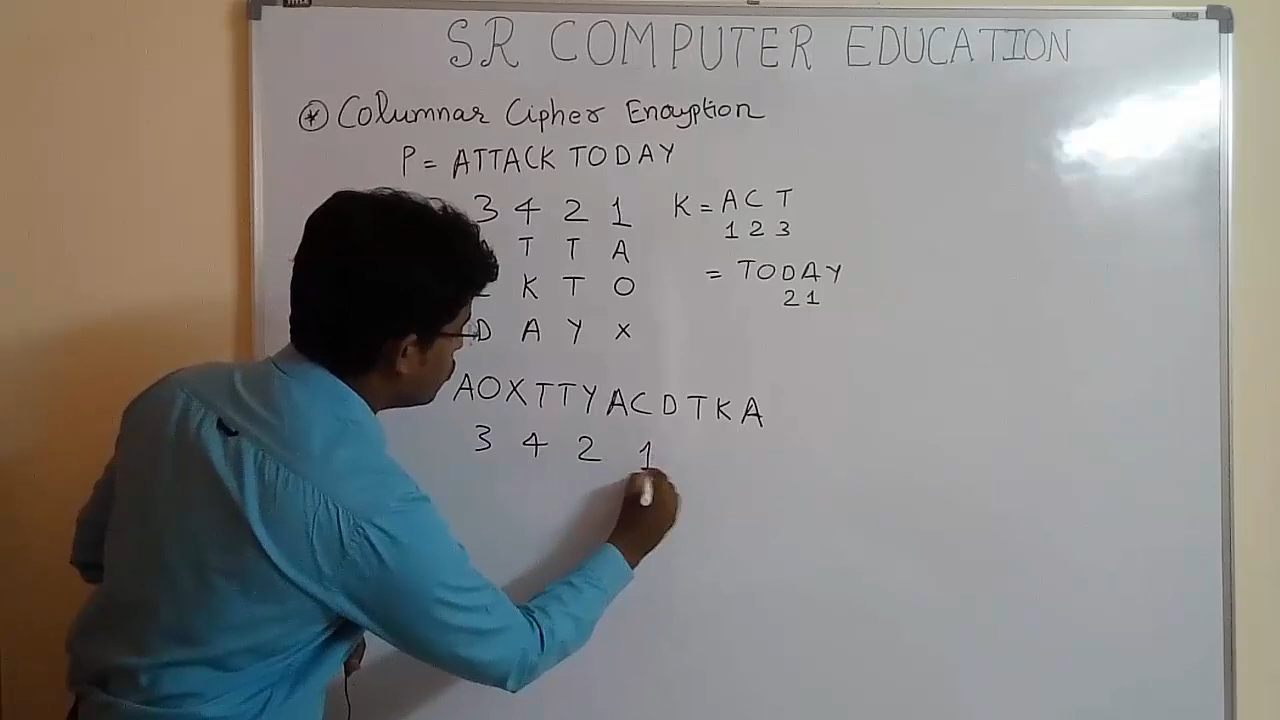 SR COMPUTER EDUCATION
* Columnar Cipher Encryption
P = ATTACK TODAY
3 4 2 1
T T A
K T O
D A Y X
K = A C T
1 2 3
= TODAY
2 1
AOXTTYACDTKA
3 4 2 1